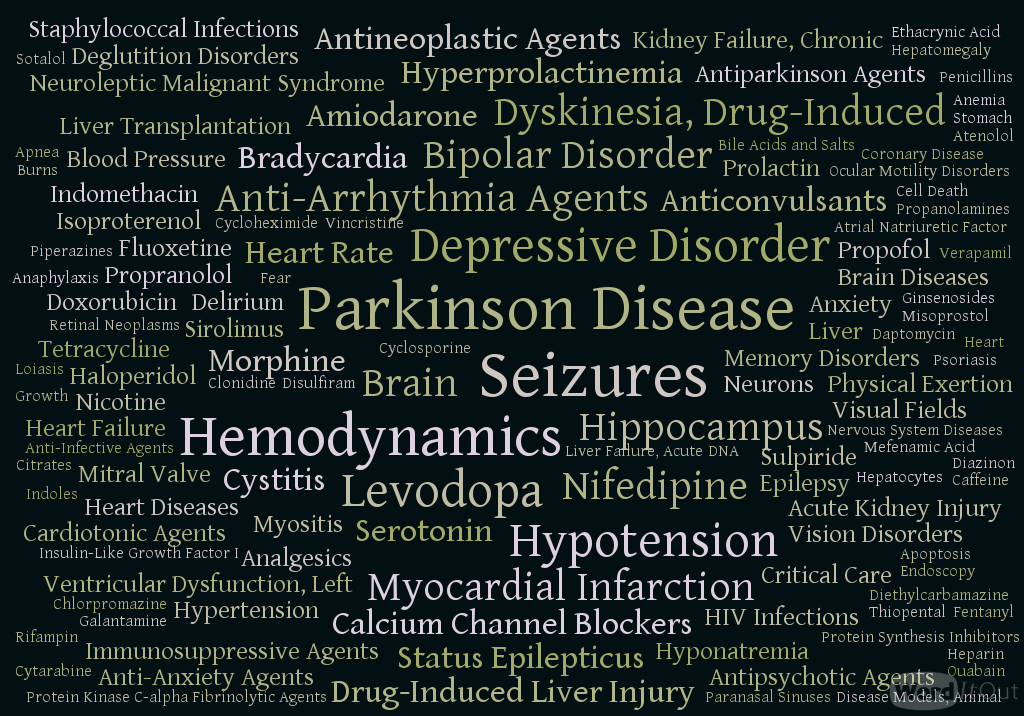 Staphylococcal Infections
Antineoplastic Agents
Kidney Failure, Chronic
Ethacrynic Acid
Hepatomegaly
Sotalol
Deglutition Disorders
Neuroleptic Malignant Syndrome
Hyperprolactinemia
Antiparkinson Agents
Penicillins
Liver Transplantation
Amiodarone
Dyskinesia, Drug-Induced
Anemia
Stomach
Atenolol
Apnea
Burns
Blood Pressure
Bradycardia
Bipolar Disorder
Bile Acids and Salts
Coronary Disease
Prolactin
Ocular Motility Disorders
Indomethacin
Anti-Arrhythmia Agents
Anticonvulsants
Cell Death
Propanolamines
Isoproterenol
Cycloheximide
Vincristine
Atrial Natriuretic Factor
Piperazines
Fluoxetine
Heart Rate
Depressive Disorder
Propofol
Verapamil
Anaphylaxis
Propranolol
Fear
Brain Diseases
Doxorubicin
Delirium
Parkinson Disease
Anxiety
Ginsenosides
Misoprostol
Retinal Neoplasms
Sirolimus
Liver
Daptomycin
Heart
Tetracycline
Cyclosporine
Loiasis
Haloperidol
Morphine
Clonidine
Disulfiram
Brain
Seizures
Memory Disorders
Psoriasis
Neurons
Physical Exertion
Growth
Nicotine
Visual Fields
Heart Failure
Hemodynamics
Hippocampus
Nervous System Diseases
Anti-Infective Agents
Liver Failure, Acute
DNA
Sulpiride
Mefenamic Acid
Citrates
Mitral Valve
Cystitis
Levodopa
Nifedipine
Epilepsy
Hepatocytes
Diazinon
Caffeine
Indoles
Heart Diseases
Acute Kidney Injury
Cardiotonic Agents
Myositis
Serotonin
Hypotension
Vision Disorders
Insulin-Like Growth Factor I
Analgesics
Apoptosis
Endoscopy
Ventricular Dysfunction, Left
Myocardial Infarction
Critical Care
Chlorpromazine
Galantamine
Hypertension
Calcium Channel Blockers
HIV Infections
Diethylcarbamazine
Thiopental
Fentanyl
Rifampin
Immunosuppressive Agents
Status Epilepticus
Hyponatremia
Protein Synthesis Inhibitors
Heparin
Cytarabine
Anti-Anxiety Agents
Antipsychotic Agents
Ouabain
Protein Kinase C-alpha
Fibrinolytic Agents
Drug-Induced Liver Injury
Paranasal Sinuses
Disease Models, Animal
WordItOut